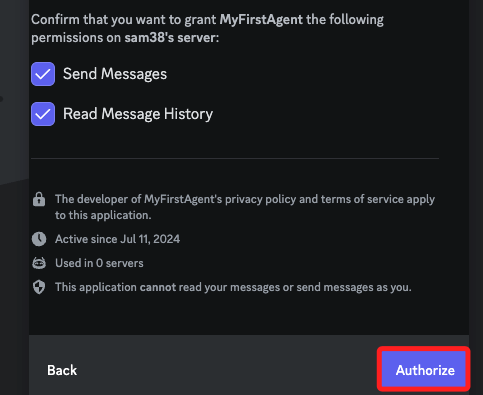 Confirm that you want to grant MyFirstAgent the following
permissions on sam38's server:
Send Messages
Read Message History
The developer of MyFirstAgent's privacy policy and terms of service apply
to this application.
Active since Jul 11, 2024
Used in 0 servers
This application cannot read your messages or send messages as you.
Back
Authorize